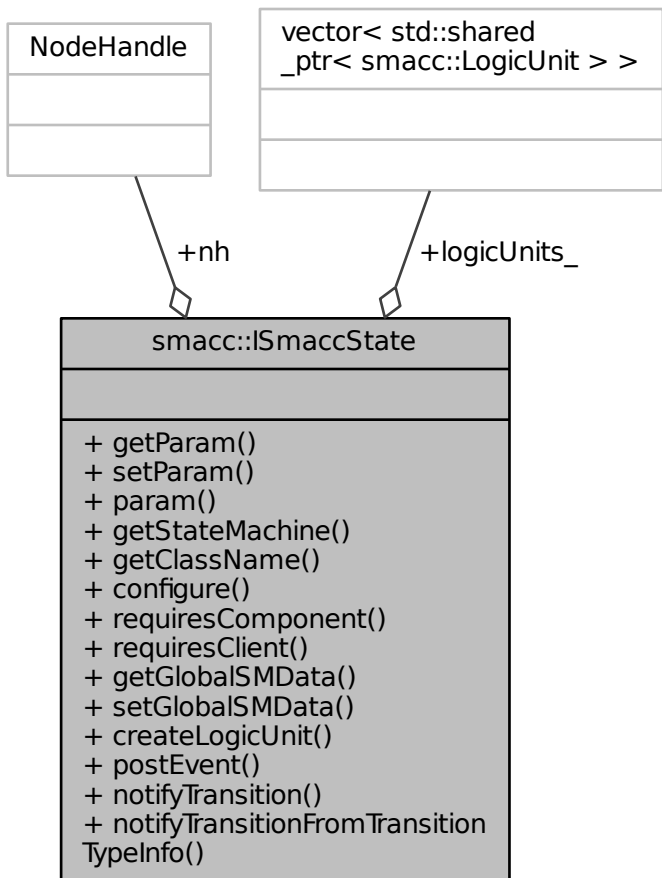 NodeHandle
vector< std::shared
_ptr< smacc::LogicUnit > >
+nh
+logicUnits_
smacc::ISmaccState
+ getParam()
+ setParam()
+ param()
+ getStateMachine()
+ getClassName()
+ configure()
+ requiresComponent()
+ requiresClient()
+ getGlobalSMData()
+ setGlobalSMData()
+ createLogicUnit()
+ postEvent()
+ notifyTransition()
+ notifyTransitionFromTransition
TypeInfo()